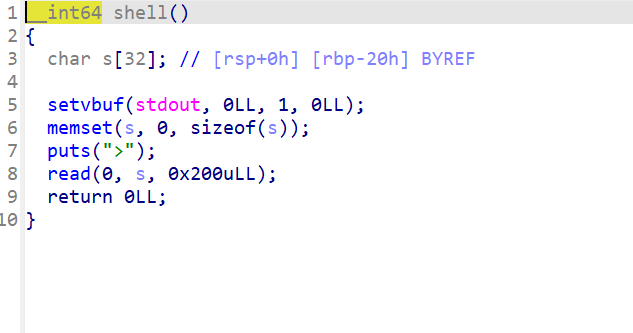 1 __int64 shell()
2 {
3   char s[32]; // [rsp+0h] [rbp-20h] BYREF
4
5   setvbuf(stdout, 0LL, 1, 0LL);
6   memset(s, 0, sizeof(s));
7   puts(">");
8   read(0, s, 0x200uLL);
9   return 0LL;
10 }